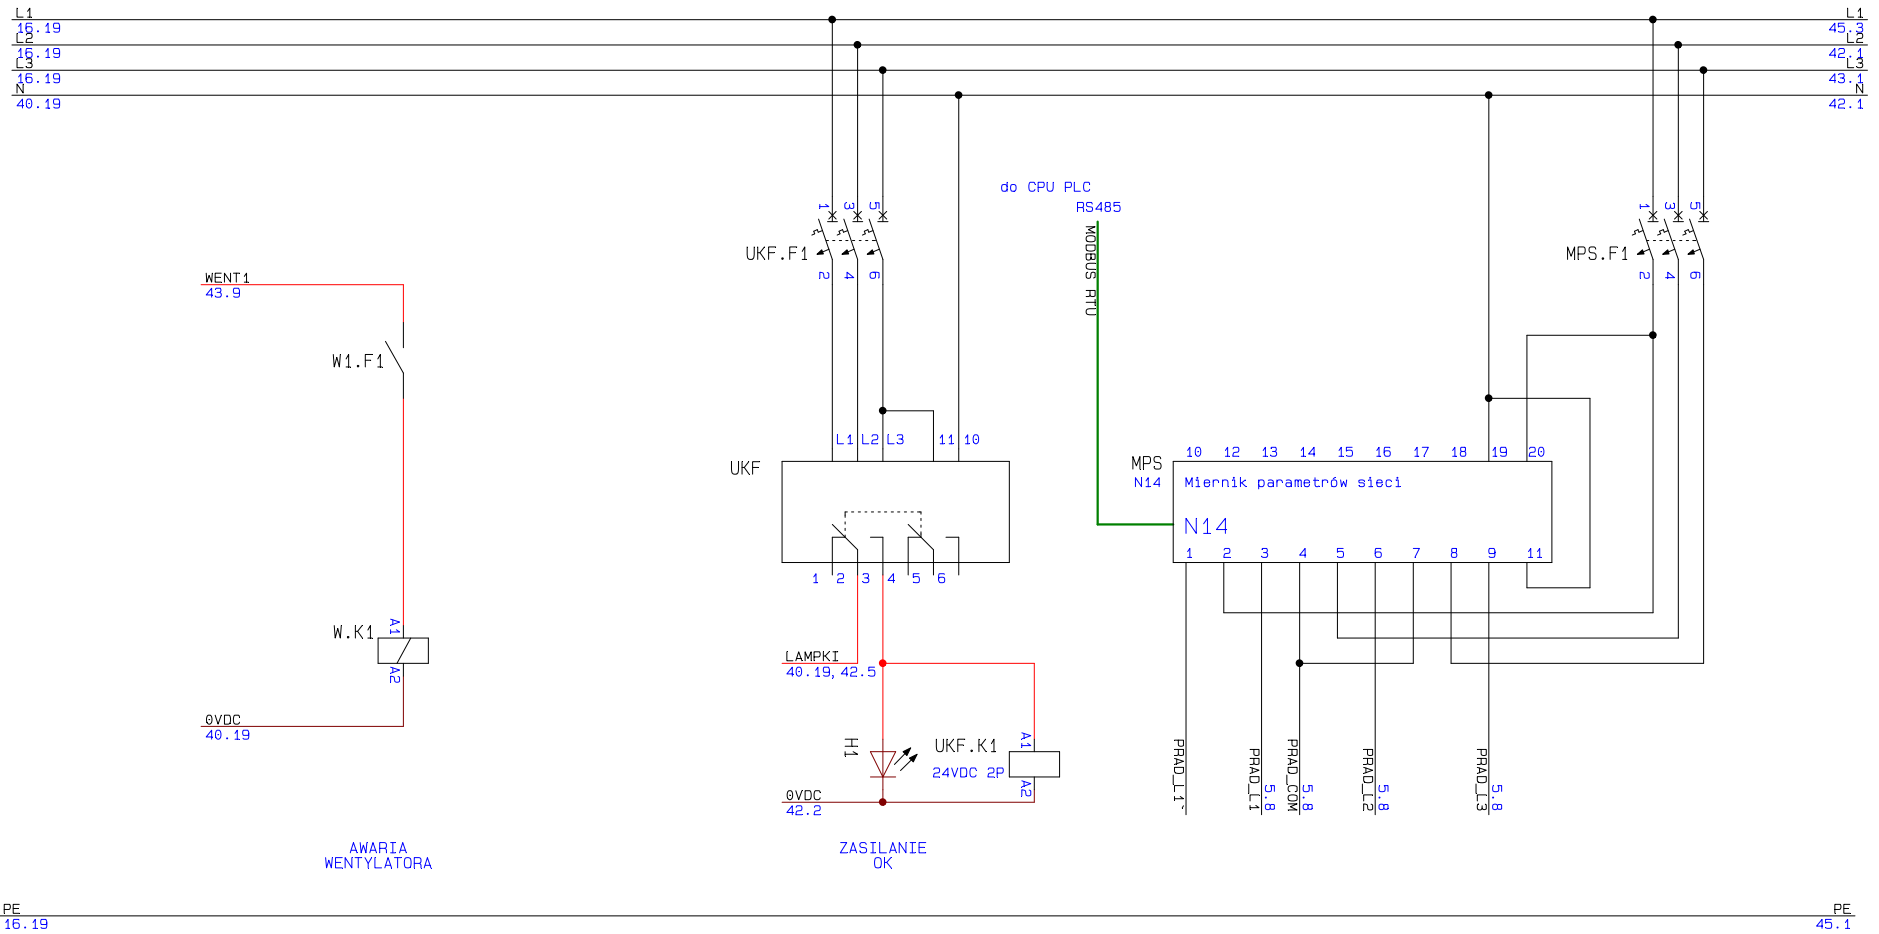 L1
16.19
L2
16.19
L3
16.19
N
40.19
L1
45.3
L2
42.1
L3
43.1
N
42.1
WENT1
43.9
W1.F1
W.K1
A1
A2
0VDC
40.19
AWARIA
WENTYLATORA
1 3 5
UKF.F1
2 4 6
L1 L2 L3 11 10
UKF
1 2 3 4 5 6
LAMPKI
40.19, 42.5
H1
UKF.K1
24VDC 2P
A1
A2
0VDC
42.2
ZASILANIE
OK
do CPU PLC
RS485
MODBUS RTU
1 3 5
MPS.F1
2 4 6
MPS
N14
10 12 13 14 15 16 17 18 19 20
Miernik parametrów sieci
N14
1 2 3 4 5 6 7 8 9 11
PRAD_L1`
PRAD_L1
5.8
PRAD_COM
5.8
PRAD_L2
5.8
PRAD_L3
5.8
PE
16.19
PE
45.1